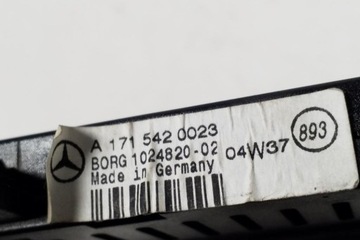 A 171 542 0023
BORG 1024820-02 04W37 893
Made in Germany